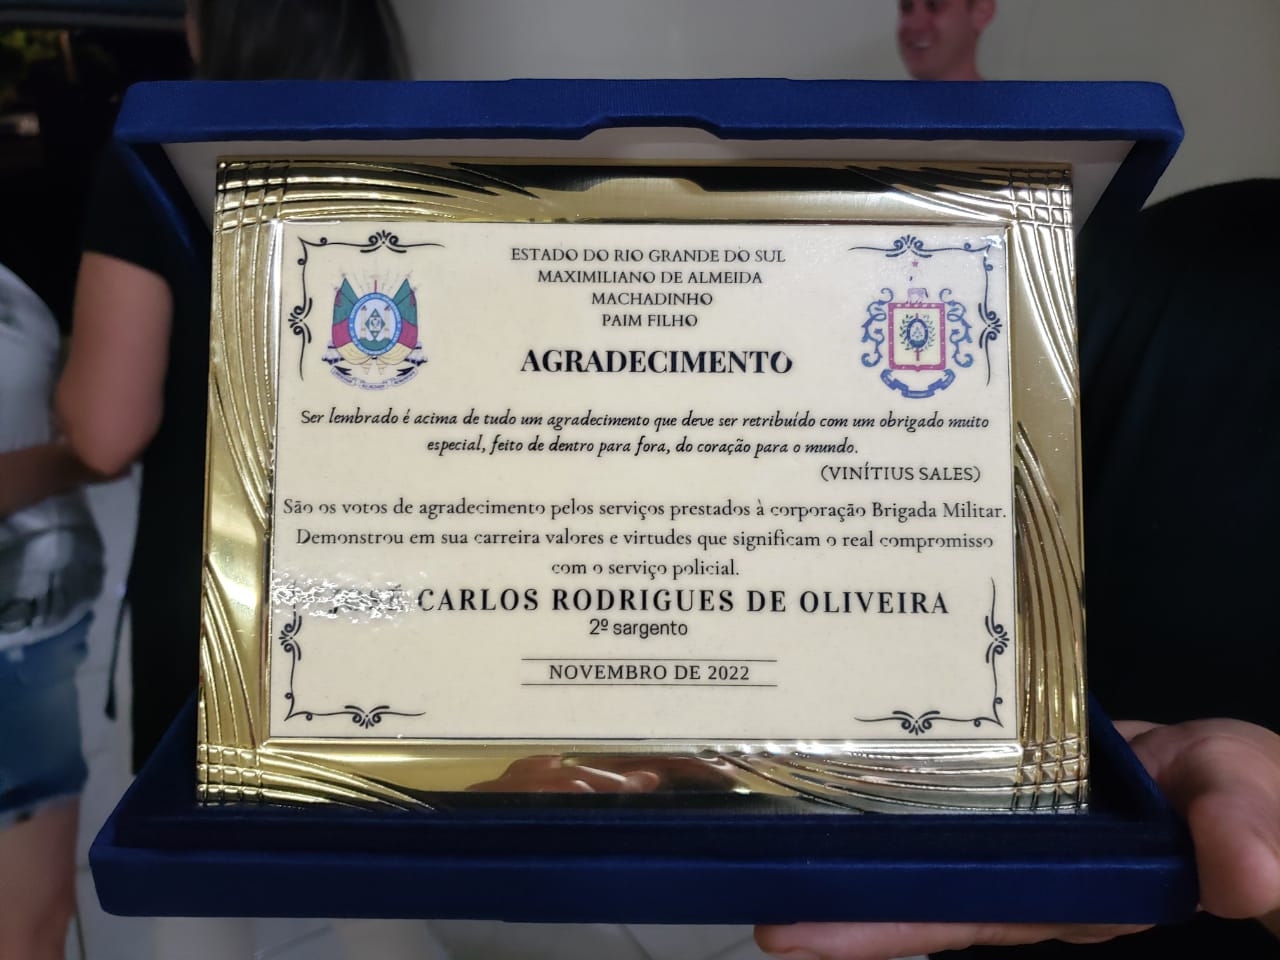 ESTADO DO RIO GRANDE DO SUL
MAXIMILIANO DE ALMEIDA
MACHADINHO
PAIM FILHO
AGRADECIMENTO
Ser lembrado é acima de tudo um agradecimento que deve ser retribuído com um obrigado muito
especial, feito de dentro para fora, do coração para o mundo.
(VINÍTIUS SALES)
São os votos de agradecimento pelos serviços prestados à corporação Brigada Militar.
Demonstrou em sua carreira valores e virtudes que significam o real compromisso
com o serviço policial.
JOSÉ CARLOS RODRIGUES DE OLIVEIRA
2º sargento
NOVEMBRO DE 2022